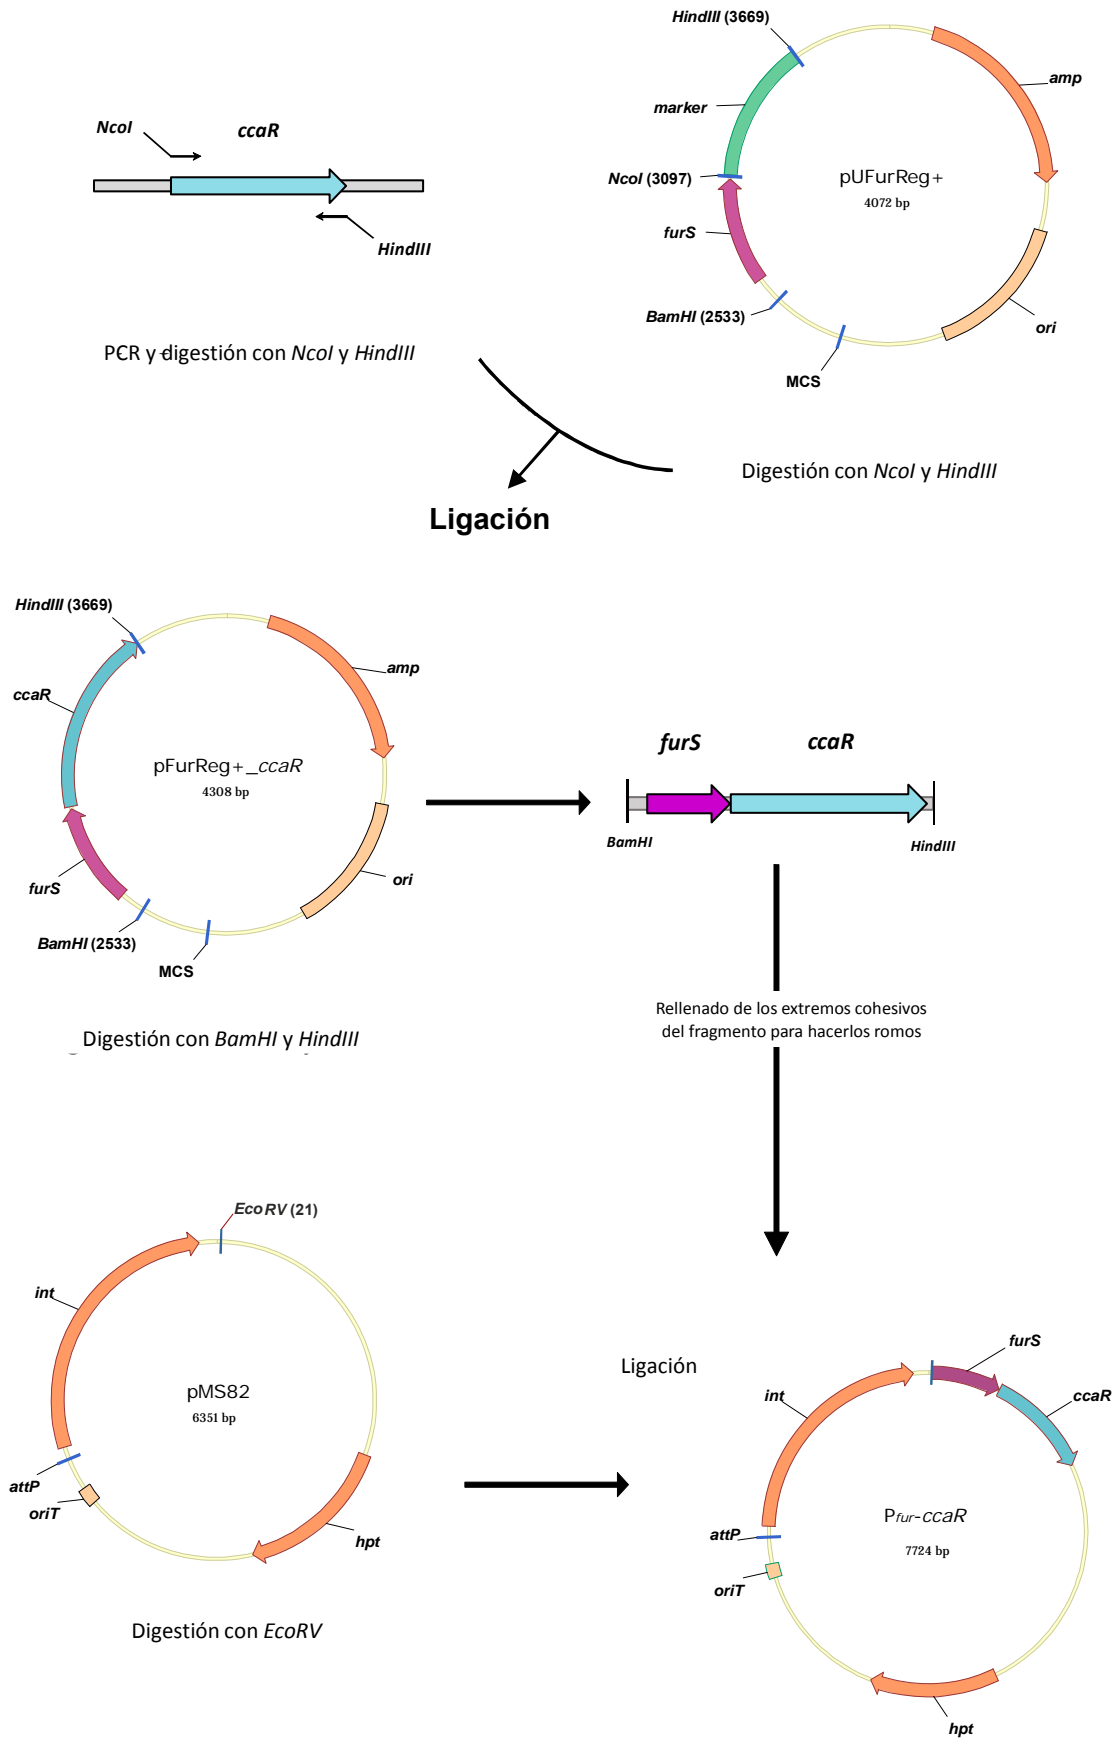 HindIII (3669)
amp
marker
NcoI
ccaR
NcoI (3097)
pUFurReg+
4072 bp
furS
HindIII
BamHI (2533)
ori
MCS
PCR y digestión con NcoI y HindIII
Digestión con NcoI y HindIII
Ligación
HindIII (3669)
amp
ccaR
furS
ccaR
pFurReg+_ccaR
4308 bp
BamHI
HindIII
furS
ori
BamHI (2533)
MCS
Rellenado de los extremos cohesivos
del fragmento para hacerlos romos
Digestión con BamHI y HindIII
EcoRV (21)
int
furS
Ligación
int
ccaR
pMS82
6351 bp
attP
oriT
Pfur-ccaR
7724 bp
attP
hpt
oriT
Digestión con EcoRV
hpt